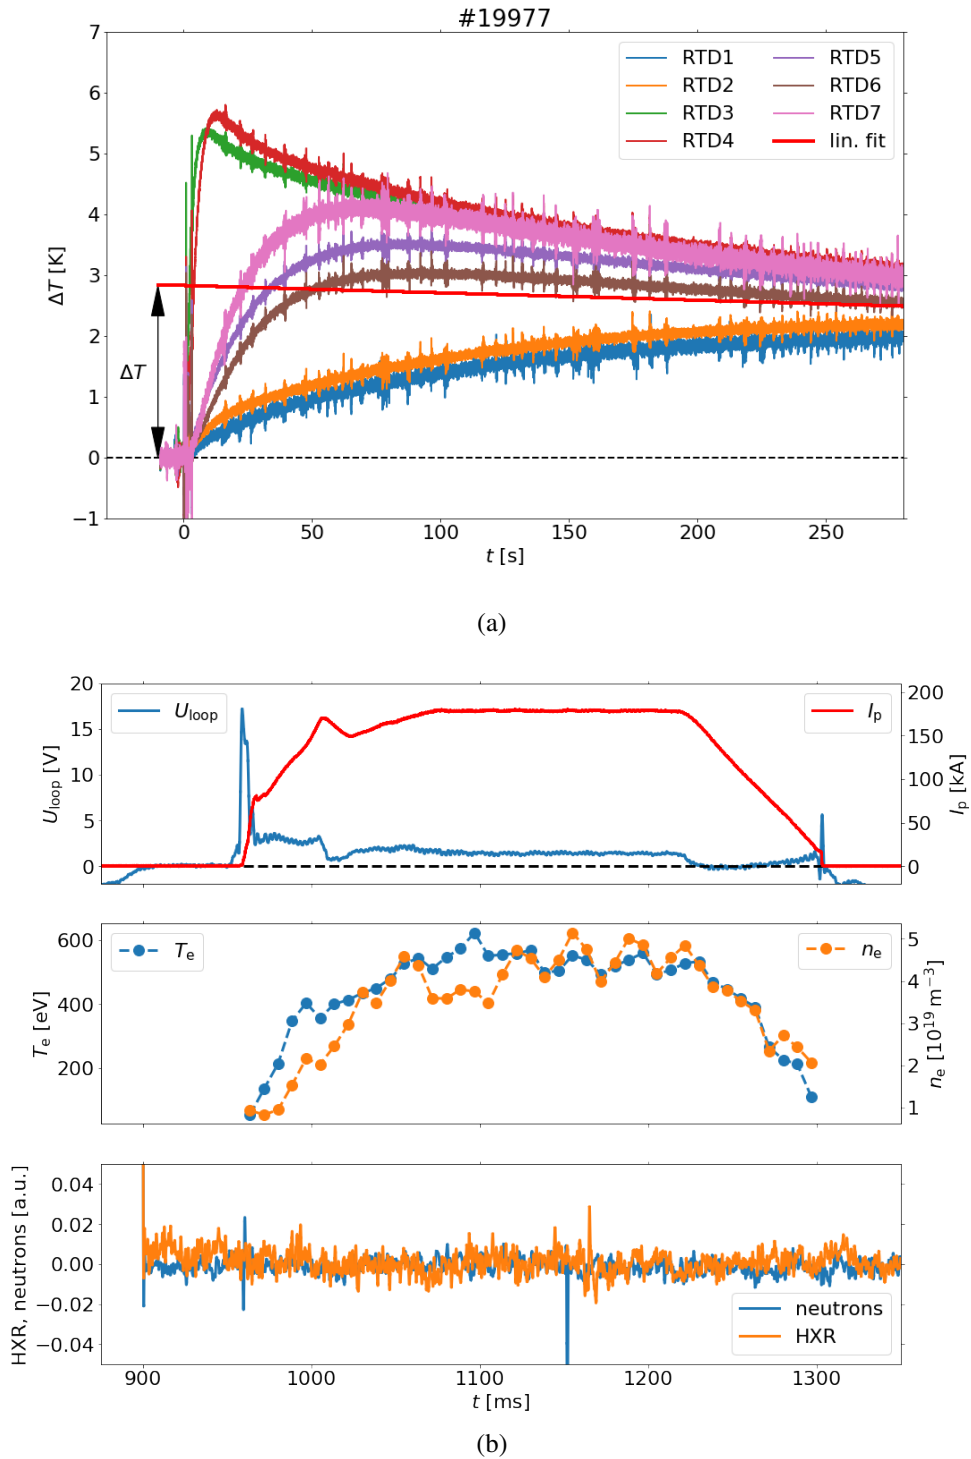 #19977
7
6
5
4
3
2
1
0
−1
ΔT [K]
RTD1
RTD2
RTD3
RTD4
RTD5
RTD6
RTD7
lin. fit
ΔT
0 50 100 150 200 250
t [s]
(a)
20
15
10
5
0
U_loop [V]
U_loop
I_p
200
150
100
50
0
I_p [kA]
600
400
200
T_e [eV]
T_e
n_e
5
4
3
2
1
n_e [10^19 m^−3]
0.04
0.02
0.00
−0.02
−0.04
HXR, neutrons [a.u.]
neutrons
HXR
900 1000 1100 1200 1300
t [ms]
(b)